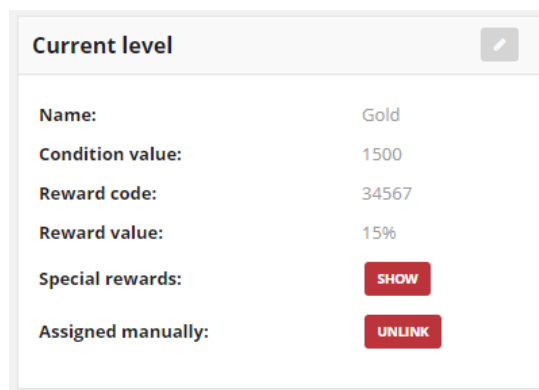 Current level
Name: Gold
Condition value: 1500
Reward code: 34567
Reward value: 15%
Special rewards: SHOW
Assigned manually: UNLINK